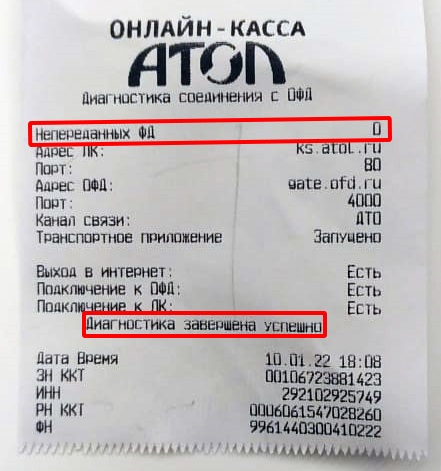 ОНЛАЙН-КАССА
АТОЛ
Диагностика соединения с ОФД
Непереданных ФД 0
Адрес ЛК: ks.atol.ru
Порт: 80
Адрес ОФД: gate.ofd.ru
Порт: 4000
Канал связи: ДТО
Транспортное приложение Запущено
Выход в интернет: Есть
Подключение к ОФД: Есть
Подключение к ЛК: Есть
Диагностика завершена успешно
Дата Время 10.01.22 18:08
ЗН ККТ 00106723881423
ИНН 292102925749
РН ККТ 0006061547028260
ФН 9961440300410222